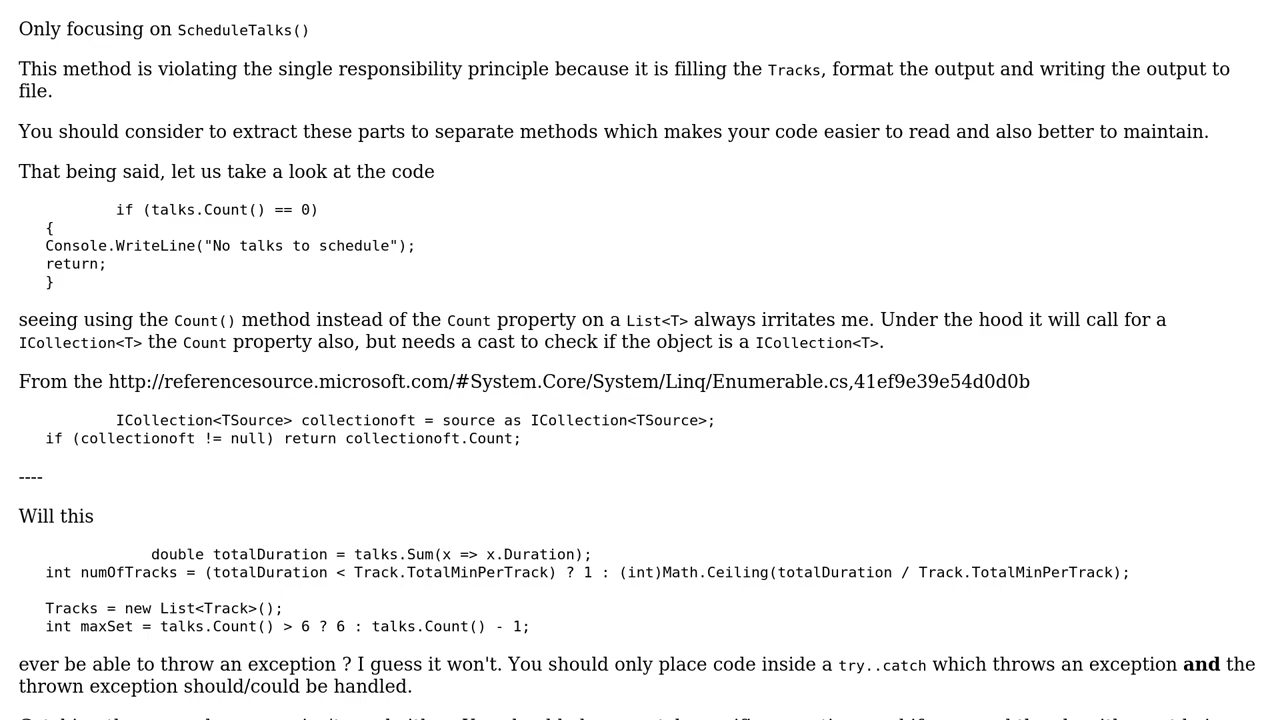 Only focusing on ScheduleTalks()
This method is violating the single responsibility principle because it is filling the Tracks, format the output and writing the output to
file.
You should consider to extract these parts to separate methods which makes your code easier to read and also better to maintain.
That being said, let us take a look at the code
if (talks.Count() == 0)
{
Console.WriteLine("No talks to schedule");
return;
}
seeing using the Count() method instead of the Count property on a List<T> always irritates me. Under the hood it will call for a
ICollection<T> the Count property also, but needs a cast to check if the object is a ICollection<T>.
From the http://referencesource.microsoft.com/#System.Core/System/Linq/Enumerable.cs,41ef9e39e54d0d0b
ICollection<TSource> collectionoft = source as ICollection<TSource>;
if (collectionoft != null) return collectionoft.Count;
----
Will this
double totalDuration = talks.Sum(x => x.Duration);
int numOfTracks = (totalDuration < Track.TotalMinPerTrack) ? 1 : (int)Math.Ceiling(totalDuration / Track.TotalMinPerTrack);
Tracks = new List<Track>();
int maxSet = talks.Count() > 6 ? 6 : talks.Count() - 1;
ever be able to throw an exception ? I guess it won't. You should only place code inside a try..catch which throws an exception and the
thrown exception should/could be handled.